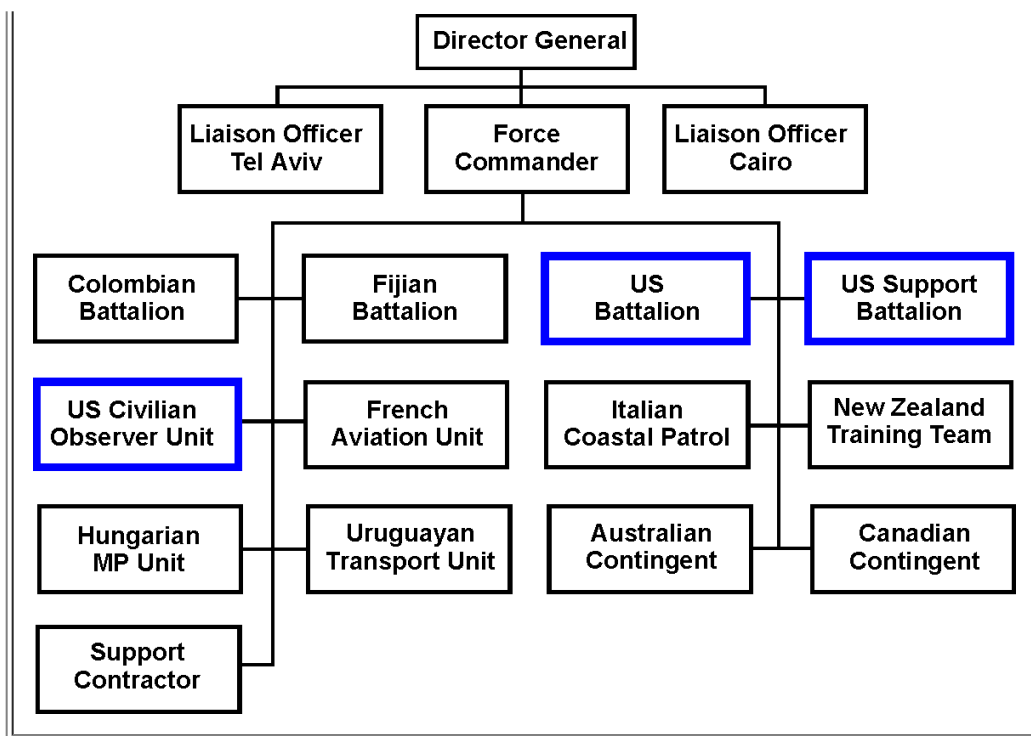 Director General
Liaison Officer
Tel Aviv
Force
Commander
Liaison Officer
Cairo
Colombian
Battalion
Fijian
Battalion
US
Battalion
US Support
Battalion
US Civilian
Observer Unit
French
Aviation Unit
Italian
Coastal Patrol
New Zealand
Training Team
Hungarian
MP Unit
Uruguayan
Transport Unit
Australian
Contingent
Canadian
Contingent
Support
Contractor